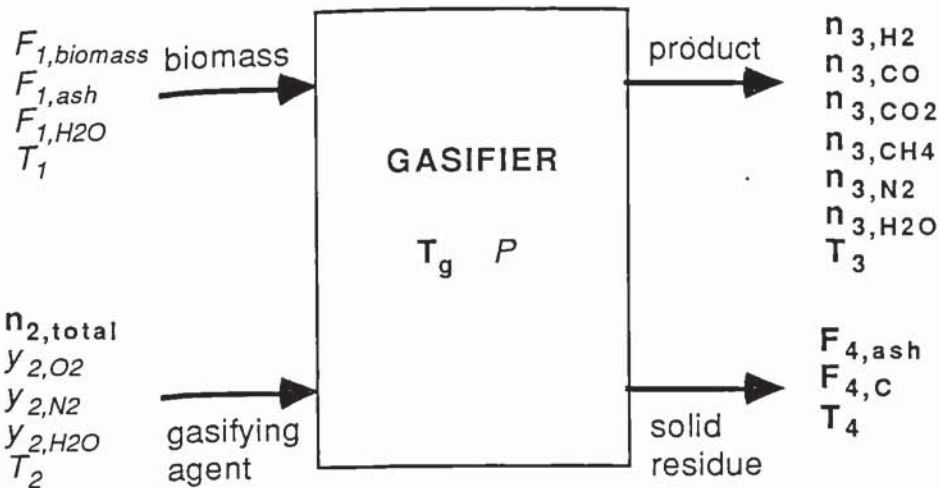 F1,biomass
F1,ash
F1,H2O
T1
biomass
n2,total
y2,O2
y2,N2
y2,H2O
T2
gasifying
agent
GASIFIER
Tg P
product
n3,H2
n3,CO
n3,CO2
n3,CH4
n3,N2
n3,H2O
T3
solid
residue
F4,ash
F4,C
T4